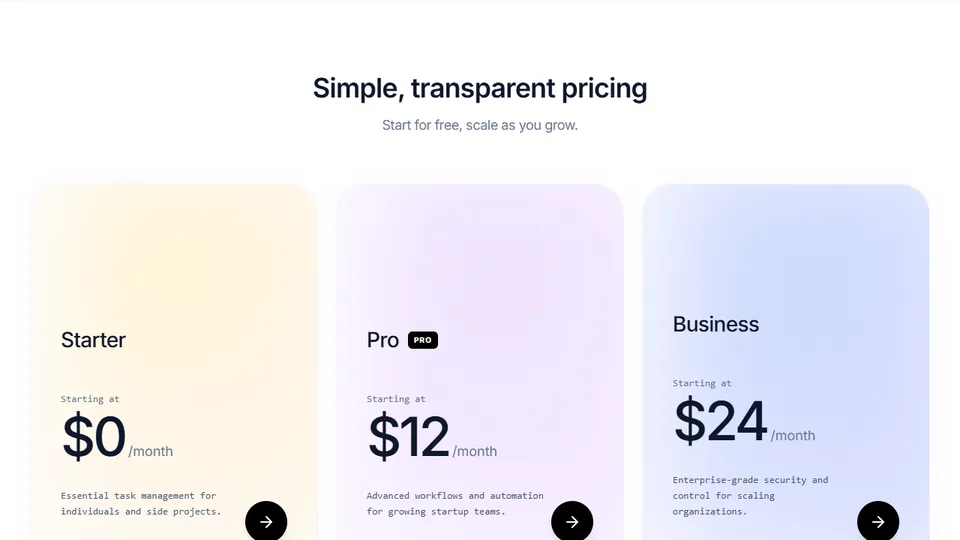 Simple, transparent pricing
Start for free, scale as you grow.
Starter
Starting at
$0/month
Essential task management for
individuals and side projects.
Pro PRO
Starting at
$12/month
Advanced workflows and automation
for growing startup teams.
Business
Starting at
$24/month
Enterprise-grade security and
control for scaling
organizations.